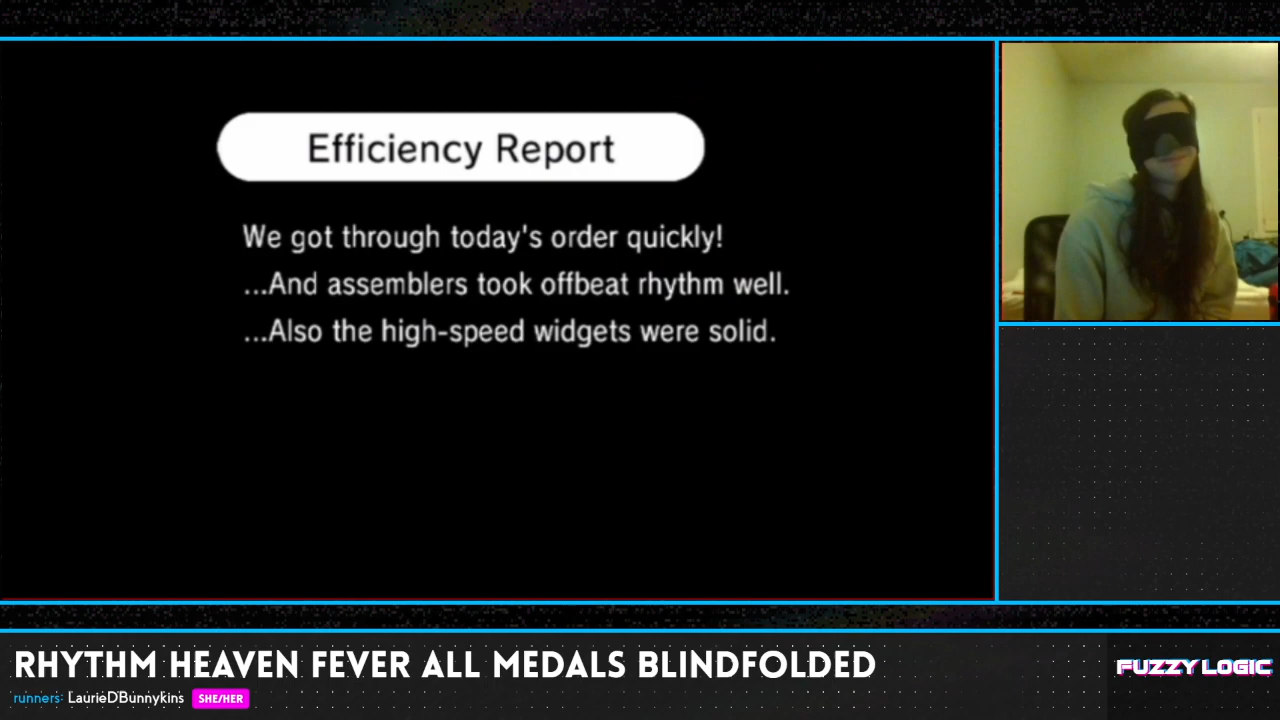 Efficiency Report
We got through today's order quickly!
...And assemblers took offbeat rhythm well.
...Also the high-speed widgets were solid.
RHYTHM HEAVEN FEVER ALL MEDALS BLINDFOLDED
runners: LaurieDBunnykins SHE/HER
FUZZY LOGIC